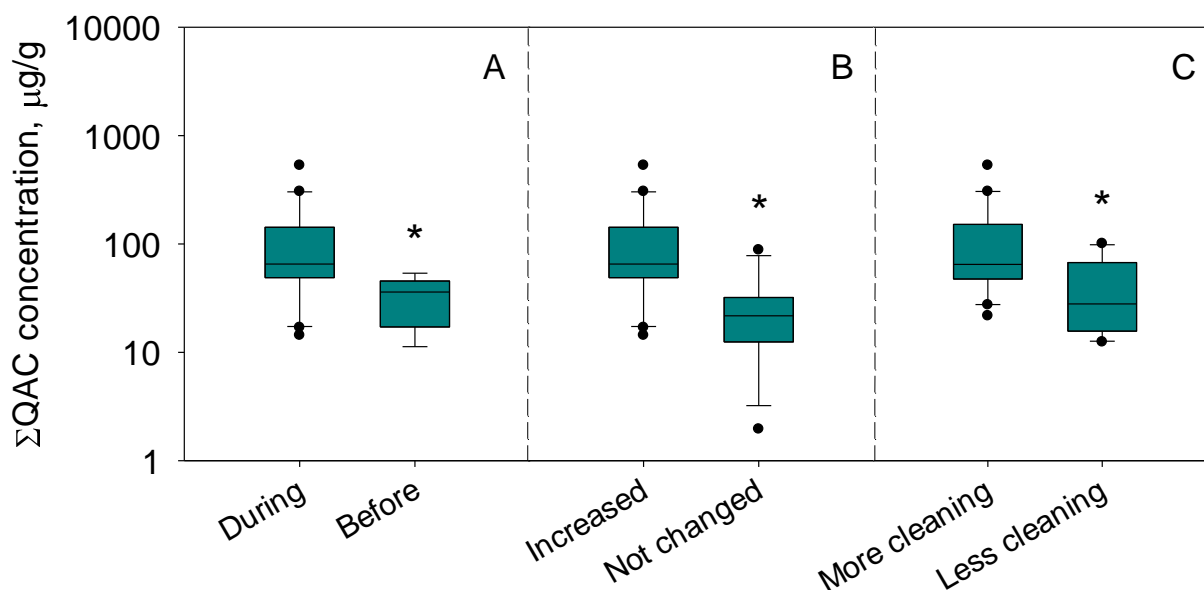 ΣQAC concentration, μg/g
10000
1000
100
10
1
A
B
C
*
*
*
During
Before
Increased
Not changed
More cleaning
Less cleaning